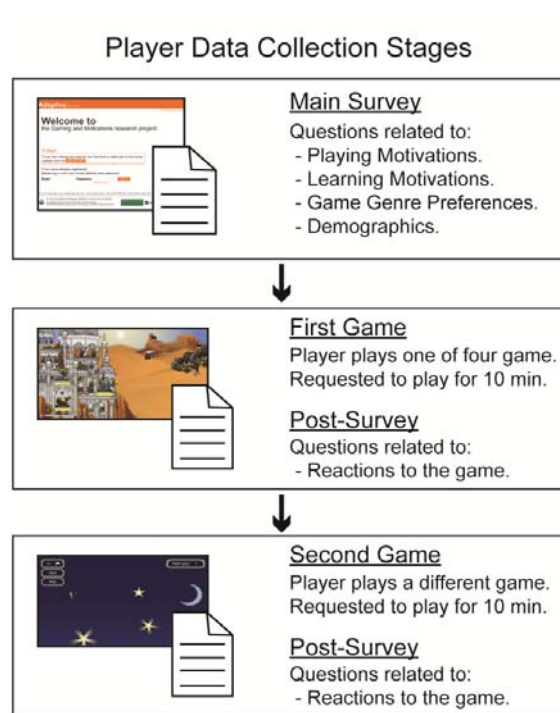 Player Data Collection Stages
Welcome to
the Gaming and Motivations research project
Main Survey
Questions related to:
- Playing Motivations.
- Learning Motivations.
- Game Genre Preferences.
- Demographics.
First Game
Player plays one of four game.
Requested to play for 10 min.
Post-Survey
Questions related to:
- Reactions to the game.
Second Game
Player plays a different game.
Requested to play for 10 min.
Post-Survey
Questions related to:
- Reactions to the game.